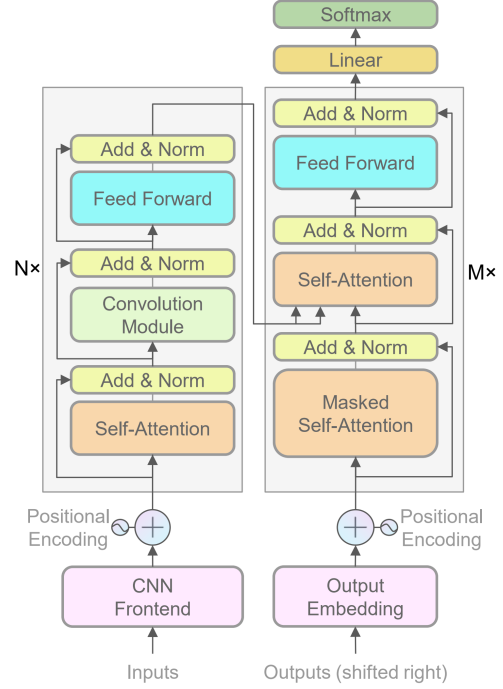 Softmax
Linear
Add & Norm
Feed Forward
Add & Norm
Self-Attention
M×
Add & Norm
Masked
Self-Attention
Positional
Encoding
Output
Embedding
Outputs (shifted right)
Add & Norm
Feed Forward
N×
Add & Norm
Convolution
Module
Add & Norm
Self-Attention
Positional
Encoding
CNN
Frontend
Inputs